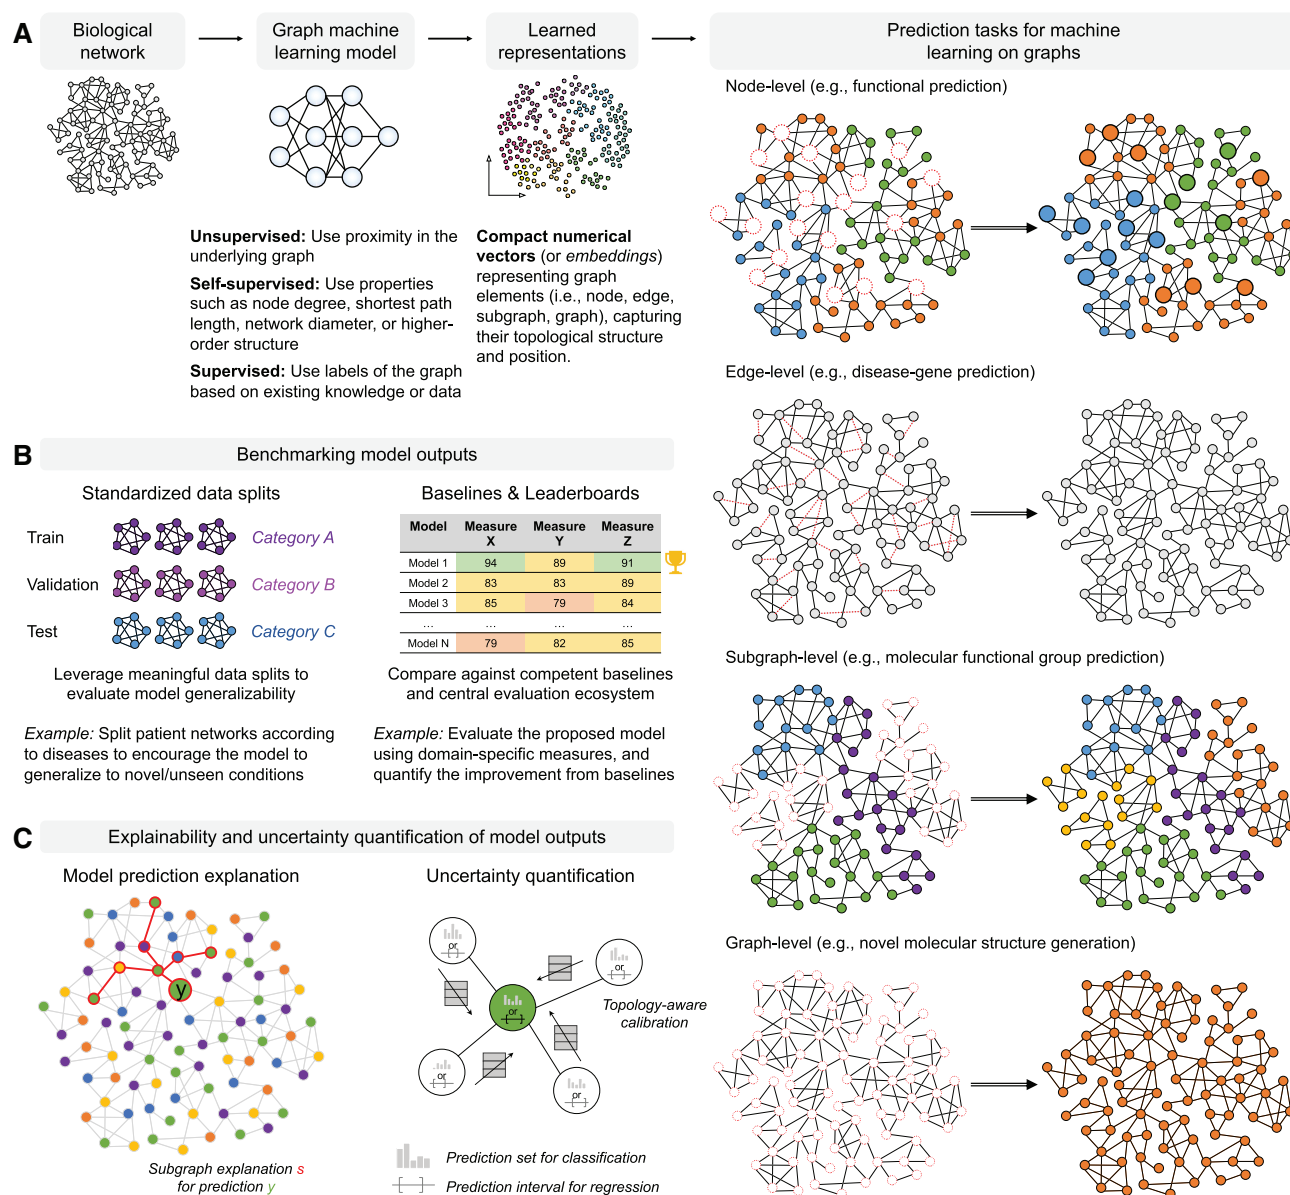 A
Biological
network
Graph machine
learning model
Learned
representations
Prediction tasks for machine
learning on graphs
Unsupervised: Use proximity in the
underlying graph
Self-supervised: Use properties
such as node degree, shortest path
length, network diameter, or higher-
order structure
Supervised: Use labels of the graph
based on existing knowledge or data
Compact numerical
vectors (or embeddings)
representing graph
elements (i.e., node, edge,
subgraph, graph), capturing
their topological structure
and position.
Node-level (e.g., functional prediction)
Edge-level (e.g., disease-gene prediction)
Subgraph-level (e.g., molecular functional group prediction)
Graph-level (e.g., novel molecular structure generation)
B
Benchmarking model outputs
Standardized data splits
Train
Category A
Validation
Category B
Test
Category C
Leverage meaningful data splits to
evaluate model generalizability
Example: Split patient networks according
to diseases to encourage the model to
generalize to novel/unseen conditions
Baselines & Leaderboards
Model Measure X Measure Y Measure Z
Model 1 94 89 91
Model 2 83 83 89
Model 3 85 79 84
... ... ... ...
Model N 79 82 85
Compare against competent baselines
and central evaluation ecosystem
Example: Evaluate the proposed model
using domain-specific measures, and
quantify the improvement from baselines
C
Explainability and uncertainty quantification of model outputs
Model prediction explanation
y
Subgraph explanation s
for prediction y
Uncertainty quantification
or
or
or
or
or
Topology-aware
calibration
Prediction set for classification
Prediction interval for regression